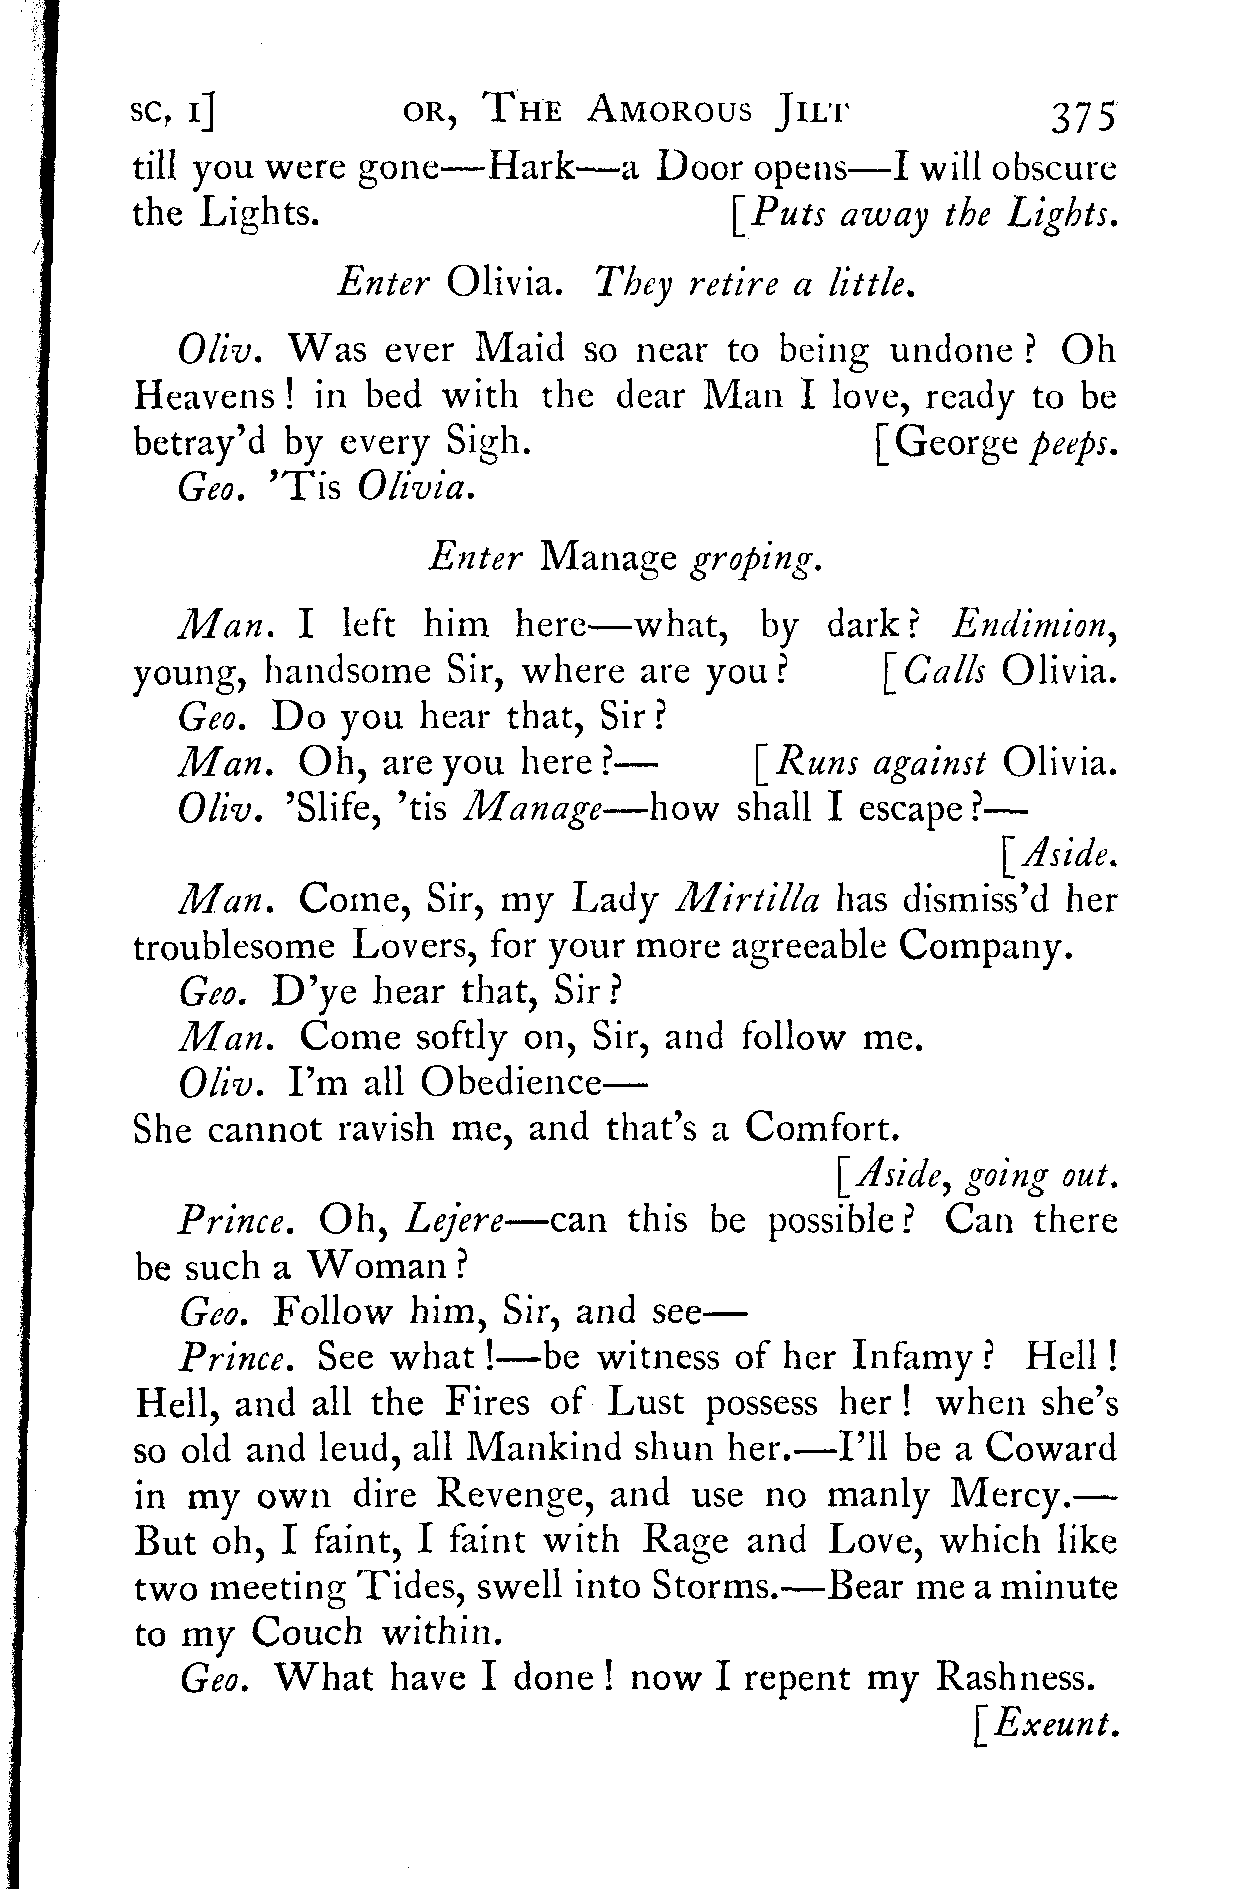 SC, I] OR, THE AMOROUS JILT 375
till you were gone—Hark—a Door opens—I will obscure
the Lights. [Puts away the Lights.
Enter Olivia. They retire a little.
Oliv. Was ever Maid so near to being undone? Oh
Heavens! in bed with the dear Man I love, ready to be
betray'd by every Sigh. [George peeps.
Geo. 'Tis Olivia.
Enter Manage groping.
Man. I left him here—what, by dark? Endimion,
young, handsome Sir, where are you? [Calls Olivia.
Geo. Do you hear that, Sir?
Man. Oh, are you here?— [Runs against Olivia.
Oliv. 'Slife, 'tis Manage—how shall I escape?—
[Aside.
Man. Come, Sir, my Lady Mirtilla has dismiss'd her
troublesome Lovers, for your more agreeable Company.
Geo. D'ye hear that, Sir?
Man. Come softly on, Sir, and follow me.
Oliv. I'm all Obedience—
She cannot ravish me, and that's a Comfort.
[Aside, going out.
Prince. Oh, Lejere—can this be possible? Can there
be such a Woman?
Geo. Follow him, Sir, and see—
Prince. See what!—be witness of her Infamy? Hell!
Hell, and all the Fires of Lust possess her! when she's
so old and leud, all Mankind shun her.—I'll be a Coward
in my own dire Revenge, and use no manly Mercy.—
But oh, I faint, I faint with Rage and Love, which like
two meeting Tides, swell into Storms.—Bear me a minute
to my Couch within.
Geo. What have I done! now I repent my Rashness.
[Exeunt.